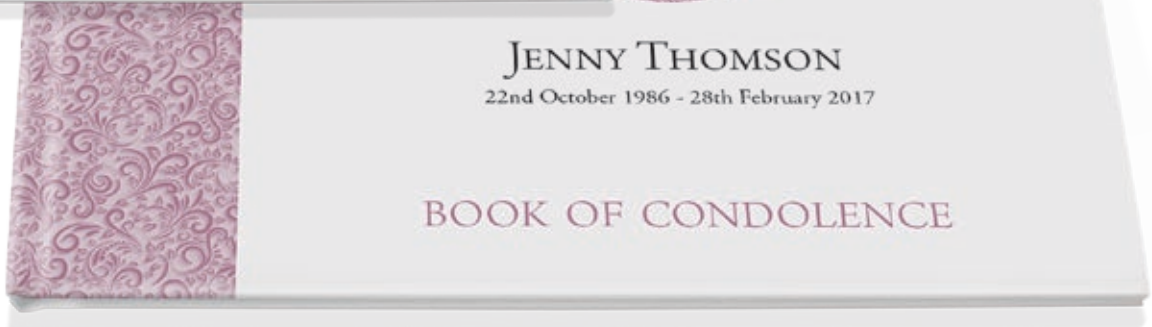 Jenny Thomson
22nd October 1986 - 28th February 2017
BOOK OF CONDOLENCE